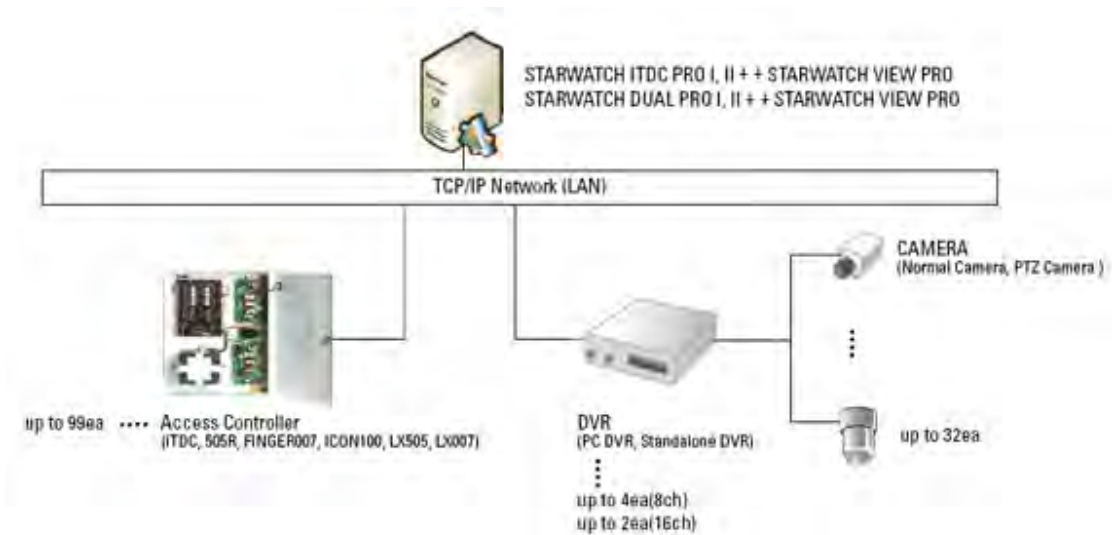 STARWATCH ITDC PRO I, II + + STARWATCH VIEW PRO
STARWATCH DUAL PRO I, II + + STARWATCH VIEW PRO
TCP/IP Network (LAN)
CAMERA
(Normal Camera, PTZ Camera )
up to 99ea
Access Controller
(iTDC, 505R, FINGER007, ICON100, LX505, LX007)
DVR
(PC DVR, Standalone DVR)
up to 32ea
up to 4ea(8ch)
up to 2ea(16ch)